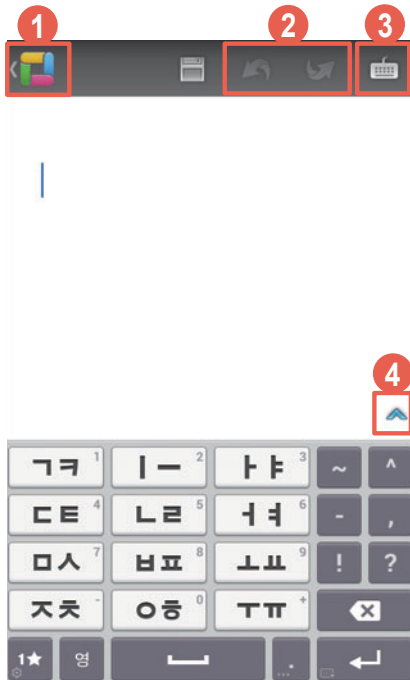 1 2 3
4
ㄱㅋ 1 ㅣㅡ 2 ㅏㅑ 3 ~ ^
ㄷㅌ 4 ㄴㄹ 5 ㅓㅕ 6 - ,
ㅁㅅ 7 ㅂㅍ 8 ㅗㅛ 9 ! ?
ㅈㅊ - ㅇㅎ 0 ㅜㅠ +
1★ 영 . ...